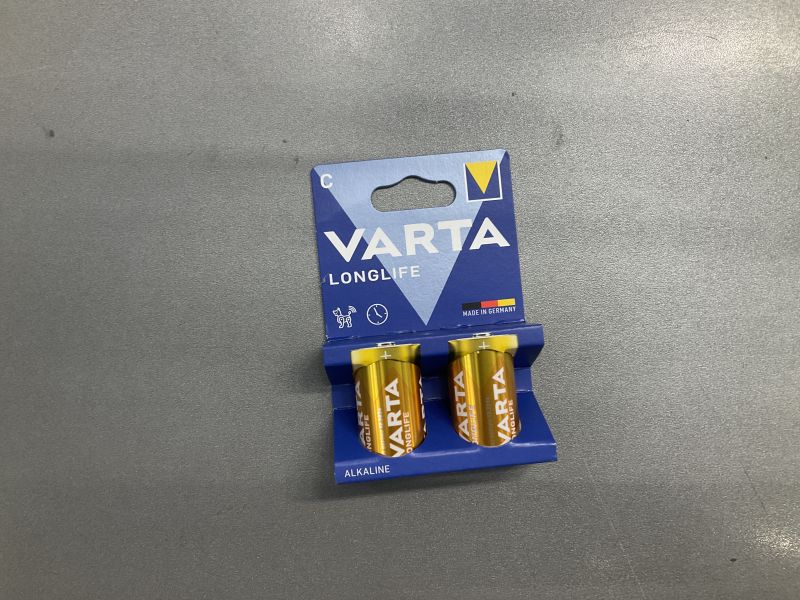 C
VARTA
LONGLIFE
MADE IN GERMANY
VARTA
LONGLIFE
VARTA
LONGLIFE
ALKALINE